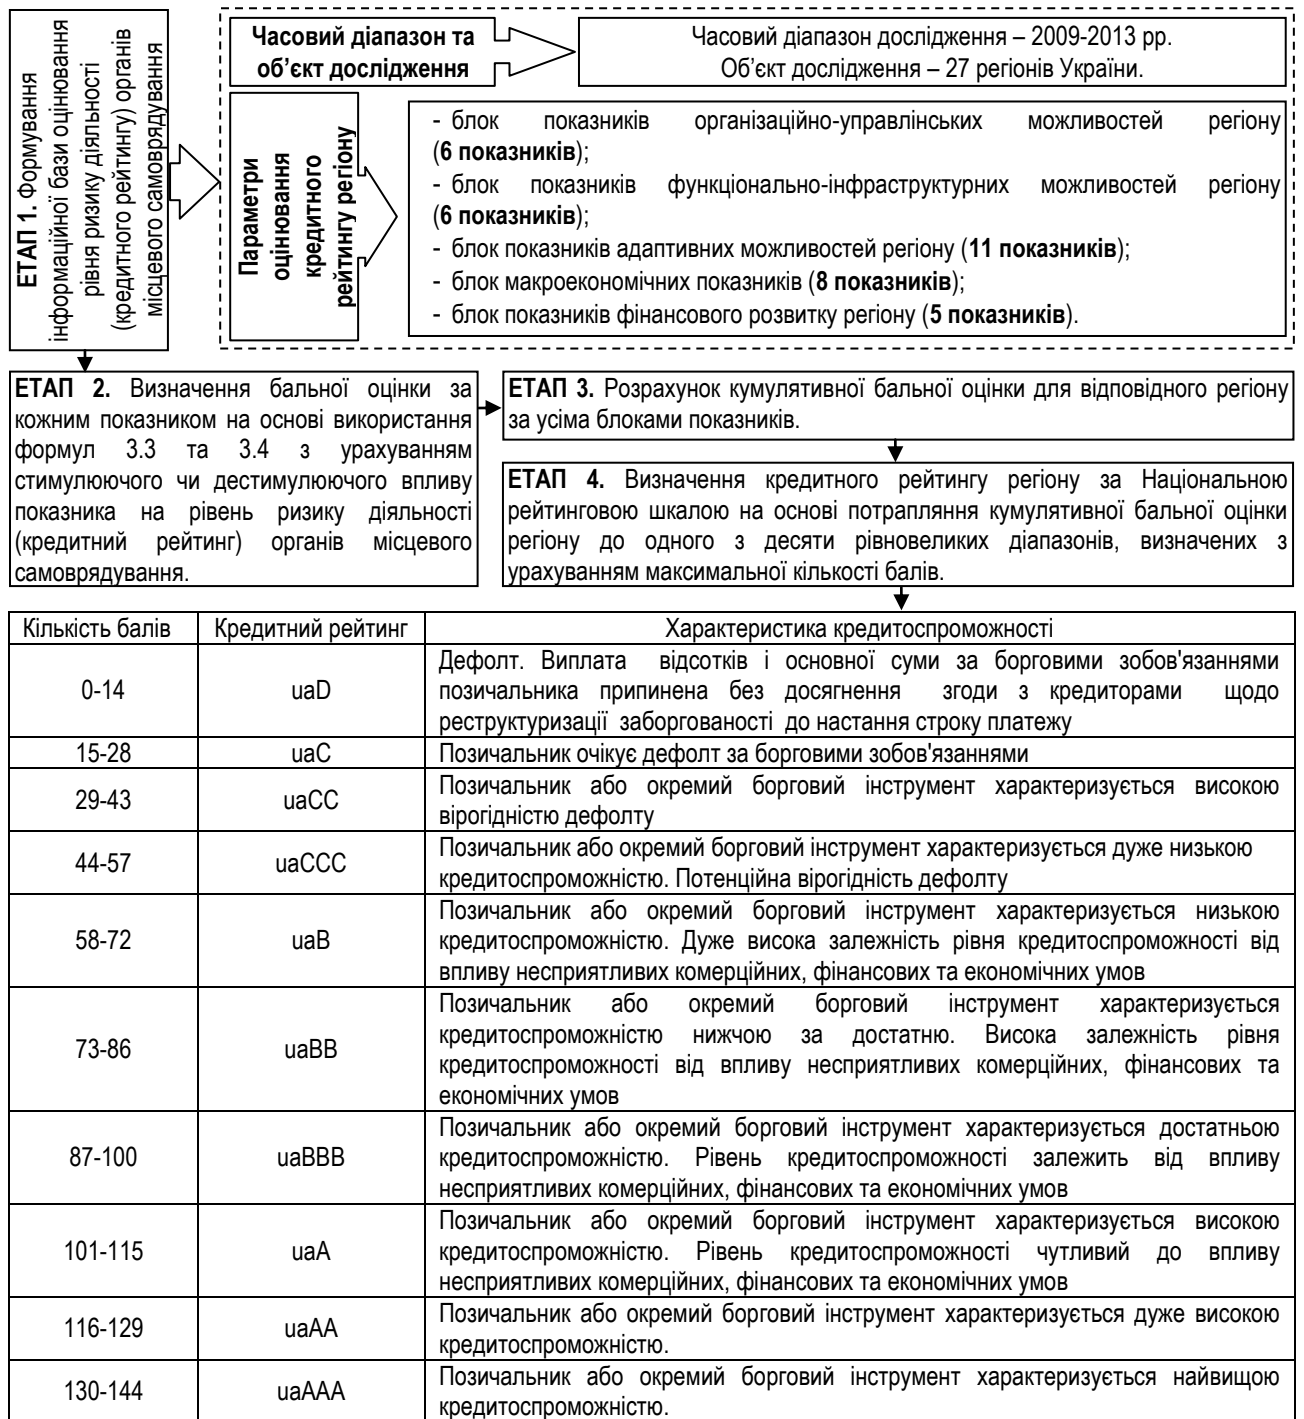 ЕТАП 1. Формування
інформаційної бази оцінювання
рівня ризику діяльності
(кредитного рейтингу) органів
місцевого самоврядування
Часовий діапазон та
об’єкт дослідження
Часовий діапазон дослідження – 2009-2013 рр.
Об’єкт дослідження – 27 регіонів України.
Параметри
оцінювання
кредитного
рейтингу регіону
- блок показників організаційно-управлінських можливостей регіону
(6 показників);
- блок показників функціонально-інфраструктурних можливостей регіону
(6 показників);
- блок показників адаптивних можливостей регіону (11 показників);
- блок макроекономічних показників (8 показників);
- блок показників фінансового розвитку регіону (5 показників).
ЕТАП 2. Визначення бальної оцінки за
кожним показником на основі використання
формул 3.3 та 3.4 з урахуванням
стимулюючого чи дестимулюючого впливу
показника на рівень ризику діяльності
(кредитний рейтинг) органів місцевого
самоврядування.
ЕТАП 3. Розрахунок кумулятивної бальної оцінки для відповідного регіону
за усіма блоками показників.
ЕТАП 4. Визначення кредитного рейтингу регіону за Національною
рейтинговою шкалою на основі потрапляння кумулятивної бальної оцінки
регіону до одного з десяти рівновеликих діапазонів, визначених з
урахуванням максимальної кількості балів.
Кількість балів Кредитний рейтинг Характеристика кредитоспроможності
0-14 uaD Дефолт. Виплата відсотків і основної суми за борговими зобов'язаннями
позичальника припинена без досягнення згоди з кредиторами щодо
реструктуризації заборгованості до настання строку платежу
15-28 uaC Позичальник очікує дефолт за борговими зобов'язаннями
29-43 uaCC Позичальник або окремий борговий інструмент характеризується високою
вірогідністю дефолту
44-57 uaCCC Позичальник або окремий борговий інструмент характеризується дуже низькою
кредитоспроможністю. Потенційна вірогідність дефолту
58-72 uaB Позичальник або окремий борговий інструмент характеризується низькою
кредитоспроможністю. Дуже висока залежність рівня кредитоспроможності від
впливу несприятливих комерційних, фінансових та економічних умов
73-86 uaBB Позичальник або окремий борговий інструмент характеризується
кредитоспроможністю нижчою за достатню. Висока залежність рівня
кредитоспроможності від впливу несприятливих комерційних, фінансових та
економічних умов
87-100 uaBBB Позичальник або окремий борговий інструмент характеризується достатньою
кредитоспроможністю. Рівень кредитоспроможності залежить від впливу
несприятливих комерційних, фінансових та економічних умов
101-115 uaA Позичальник або окремий борговий інструмент характеризується високою
кредитоспроможністю. Рівень кредитоспроможності чутливий до впливу
несприятливих комерційних, фінансових та економічних умов
116-129 uaAA Позичальник або окремий борговий інструмент характеризується дуже високою
кредитоспроможністю.
130-144 uaAAA Позичальник або окремий борговий інструмент характеризується найвищою
кредитоспроможністю.